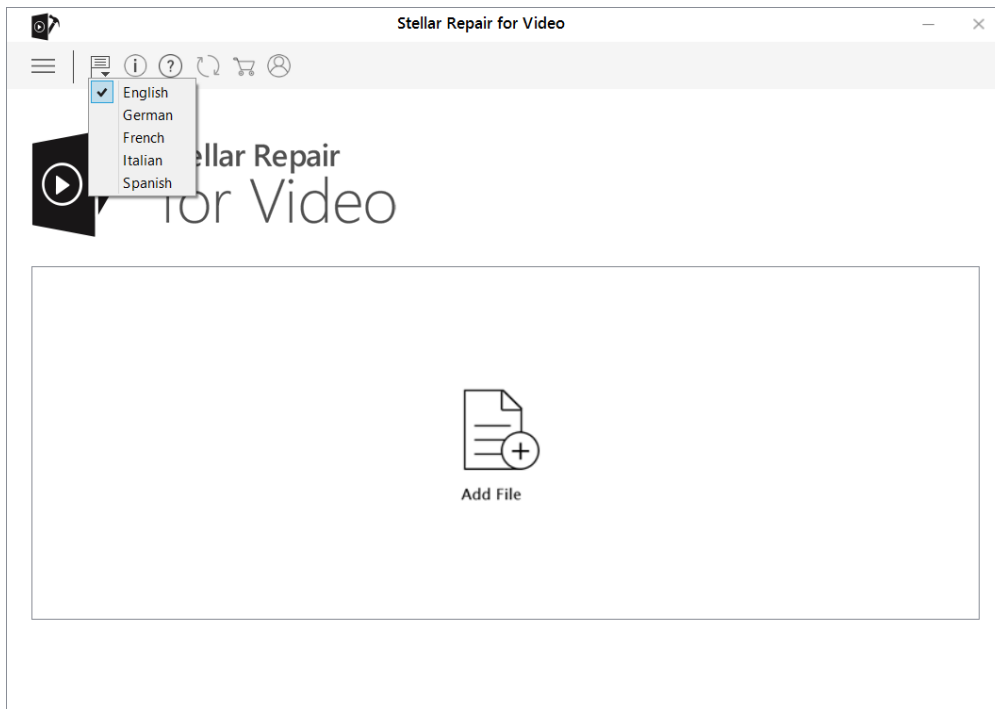 Stellar Repair for Video
English
German
French
Italian
Spanish
ellar Repair
for Video
Add File